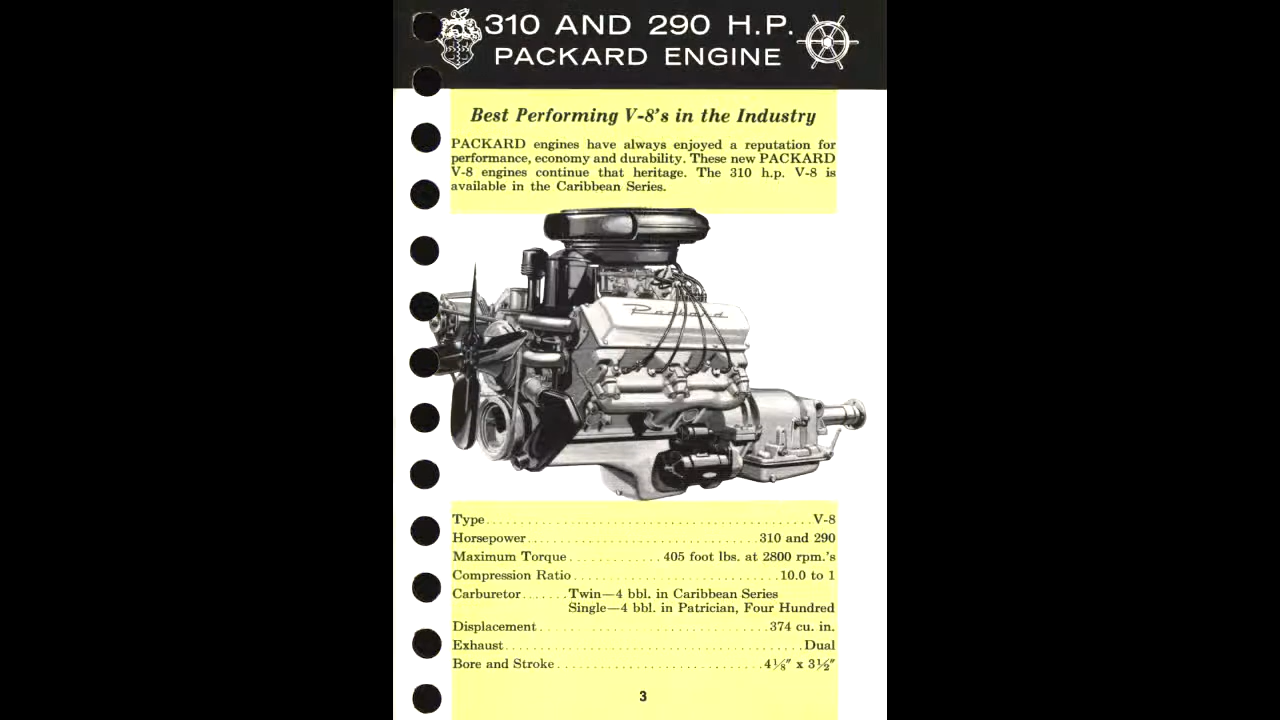 310 AND 290 H.P.
PACKARD ENGINE
Best Performing V-8's in the Industry
PACKARD engines have always enjoyed a reputation for
performance, economy and durability. These new PACKARD
V-8 engines continue that heritage. The 310 h.p. V-8 is
available in the Caribbean Series.
Packard
Type V-8
Horsepower 310 and 290
Maximum Torque 405 foot lbs. at 2800 rpm.'s
Compression Ratio 10.0 to 1
Carburetor Twin—4 bbl. in Caribbean Series
Single—4 bbl. in Patrician, Four Hundred
Displacement 374 cu. in.
Exhaust Dual
Bore and Stroke 4⅛″ x 3½″
3